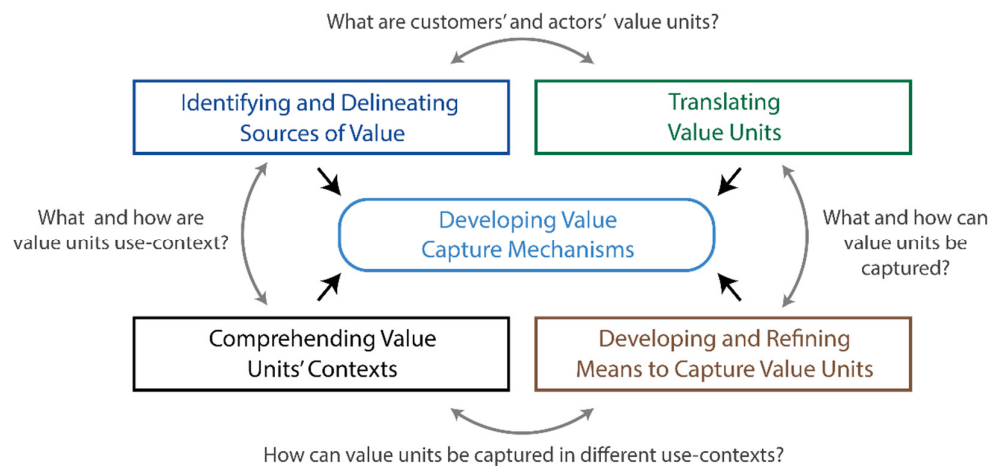 What are customers' and actors' value units?
Identifying and Delineating
Sources of Value
Translating
Value Units
What and how are
value units use-context?
Developing Value
Capture Mechanisms
What and how can
value units be
captured?
Comprehending Value
Units' Contexts
Developing and Refining
Means to Capture Value Units
How can value units be captured in different use-contexts?